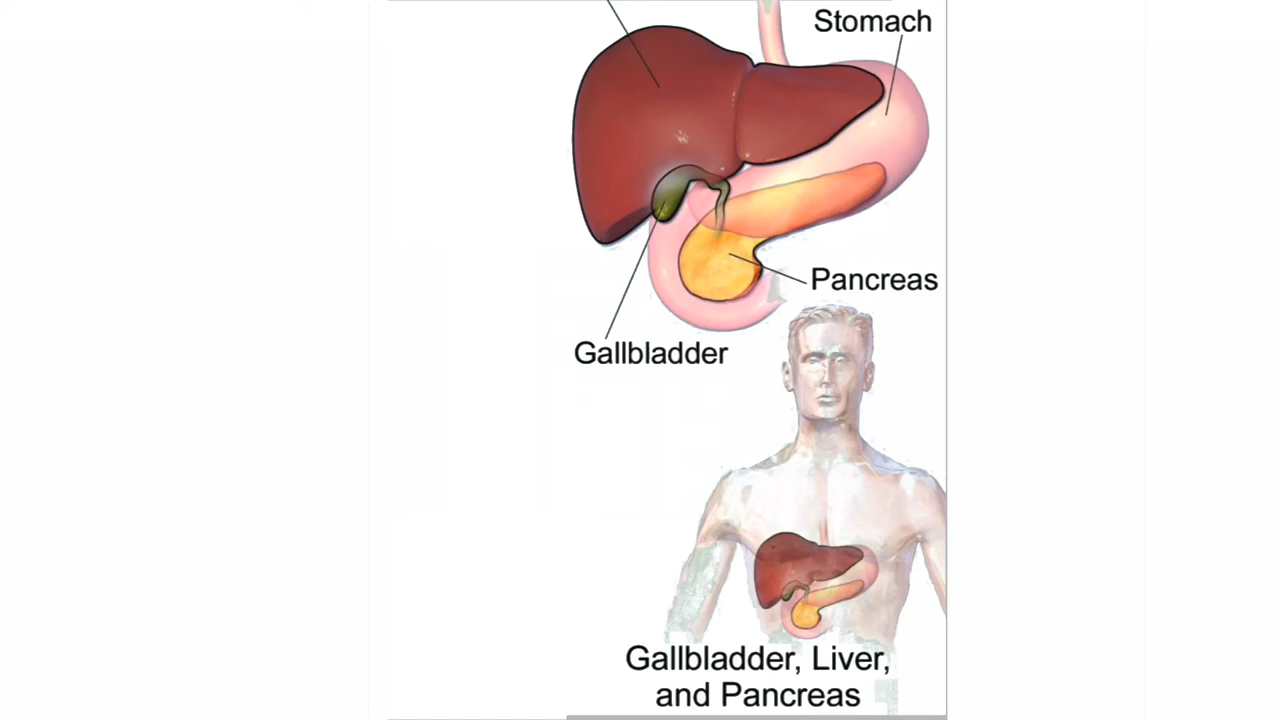 Stomach
Pancreas
Gallbladder
Gallbladder, Liver,
and Pancreas